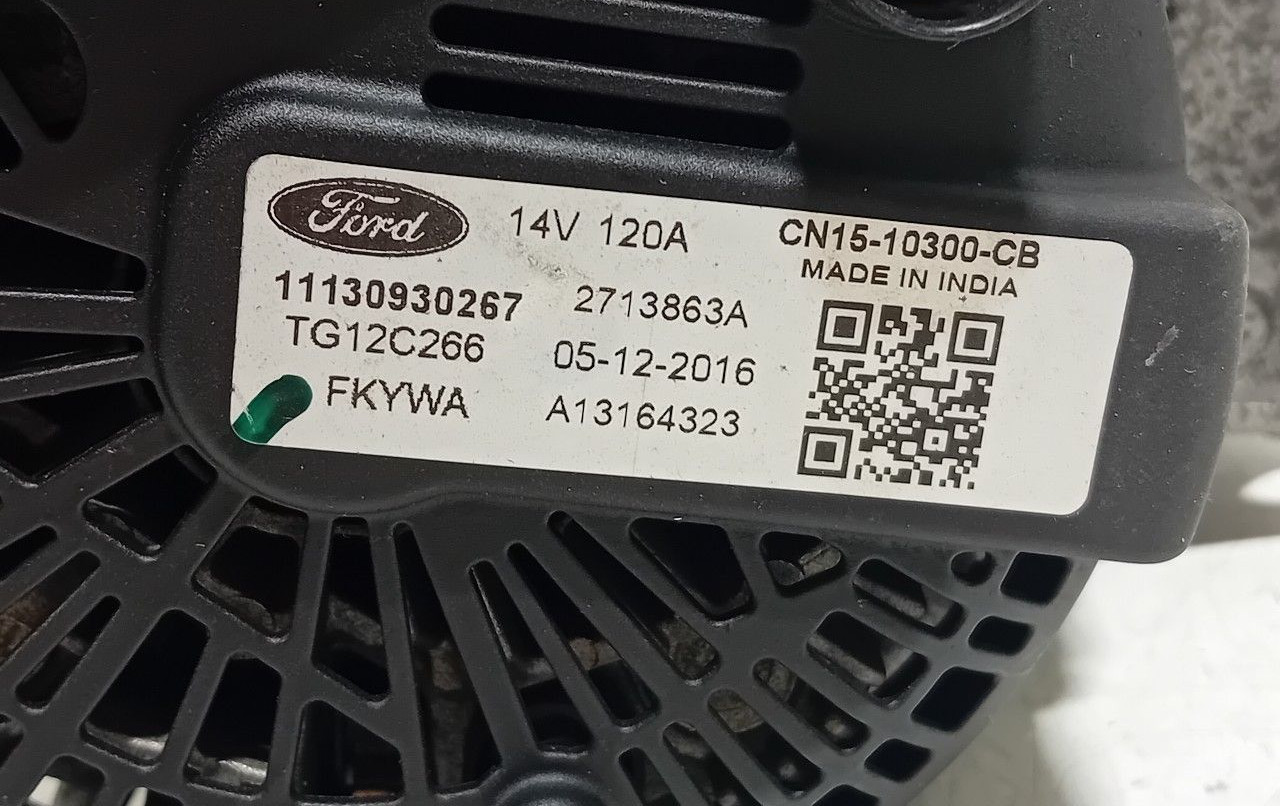 Ford 14V 120A CN15-10300-CB
MADE IN INDIA
11130930267 2713863A
TG12C266 05-12-2016
FKYWA A13164323